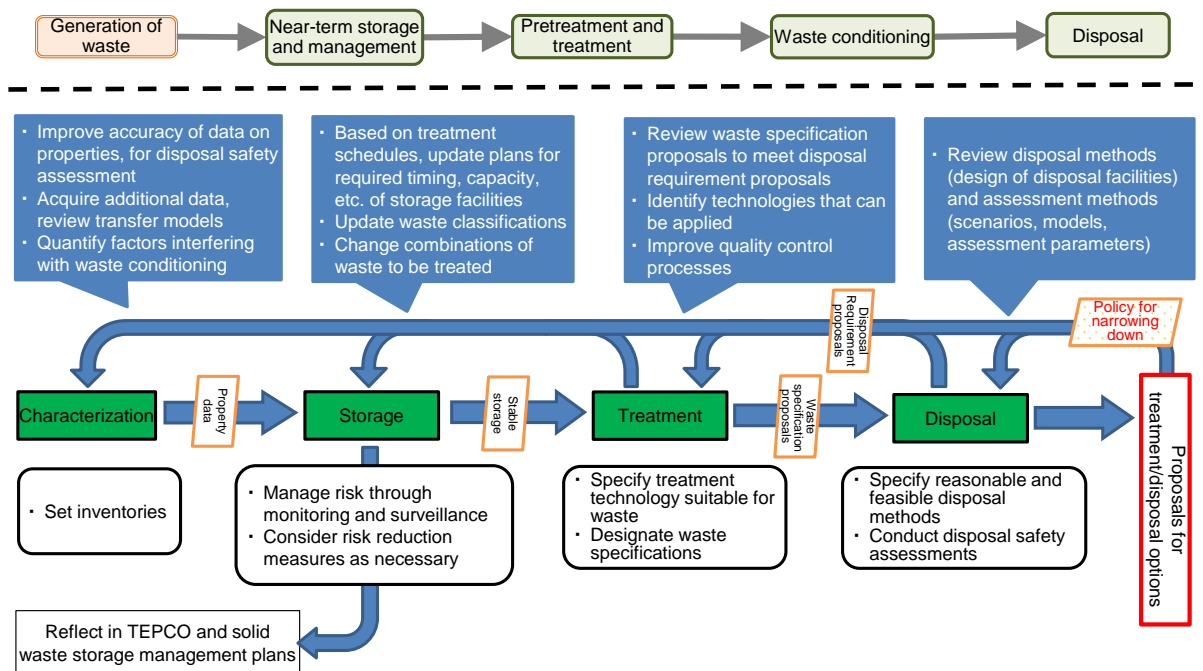 Generation of
waste
Near-term storage
and management
Pretreatment and
treatment
Waste conditioning
Disposal
· Improve accuracy of data on
properties, for disposal safety
assessment
· Acquire additional data,
review transfer models
· Quantify factors interfering
with waste conditioning
· Based on treatment
schedules, update plans for
required timing, capacity,
etc. of storage facilities
· Update waste classifications
· Change combinations of
waste to be treated
· Review waste specification
proposals to meet disposal
requirement proposals
· Identify technologies that can
be applied
· Improve quality control
processes
· Review disposal methods
(design of disposal facilities)
and assessment methods
(scenarios, models,
assessment parameters)
Disposal
Requirement
proposals
Policy for
narrowing
down
Characterization
Property
data
Storage
Stable
storage
Treatment
Waste
specification
proposals
Disposal
Proposals for
treatment/disposal options
· Set inventories
· Manage risk through
monitoring and surveillance
· Consider risk reduction
measures as necessary
· Specify treatment
technology suitable for
waste
· Designate waste
specifications
· Specify reasonable and
feasible disposal
methods
· Conduct disposal safety
assessments
Reflect in TEPCO and solid
waste storage management plans